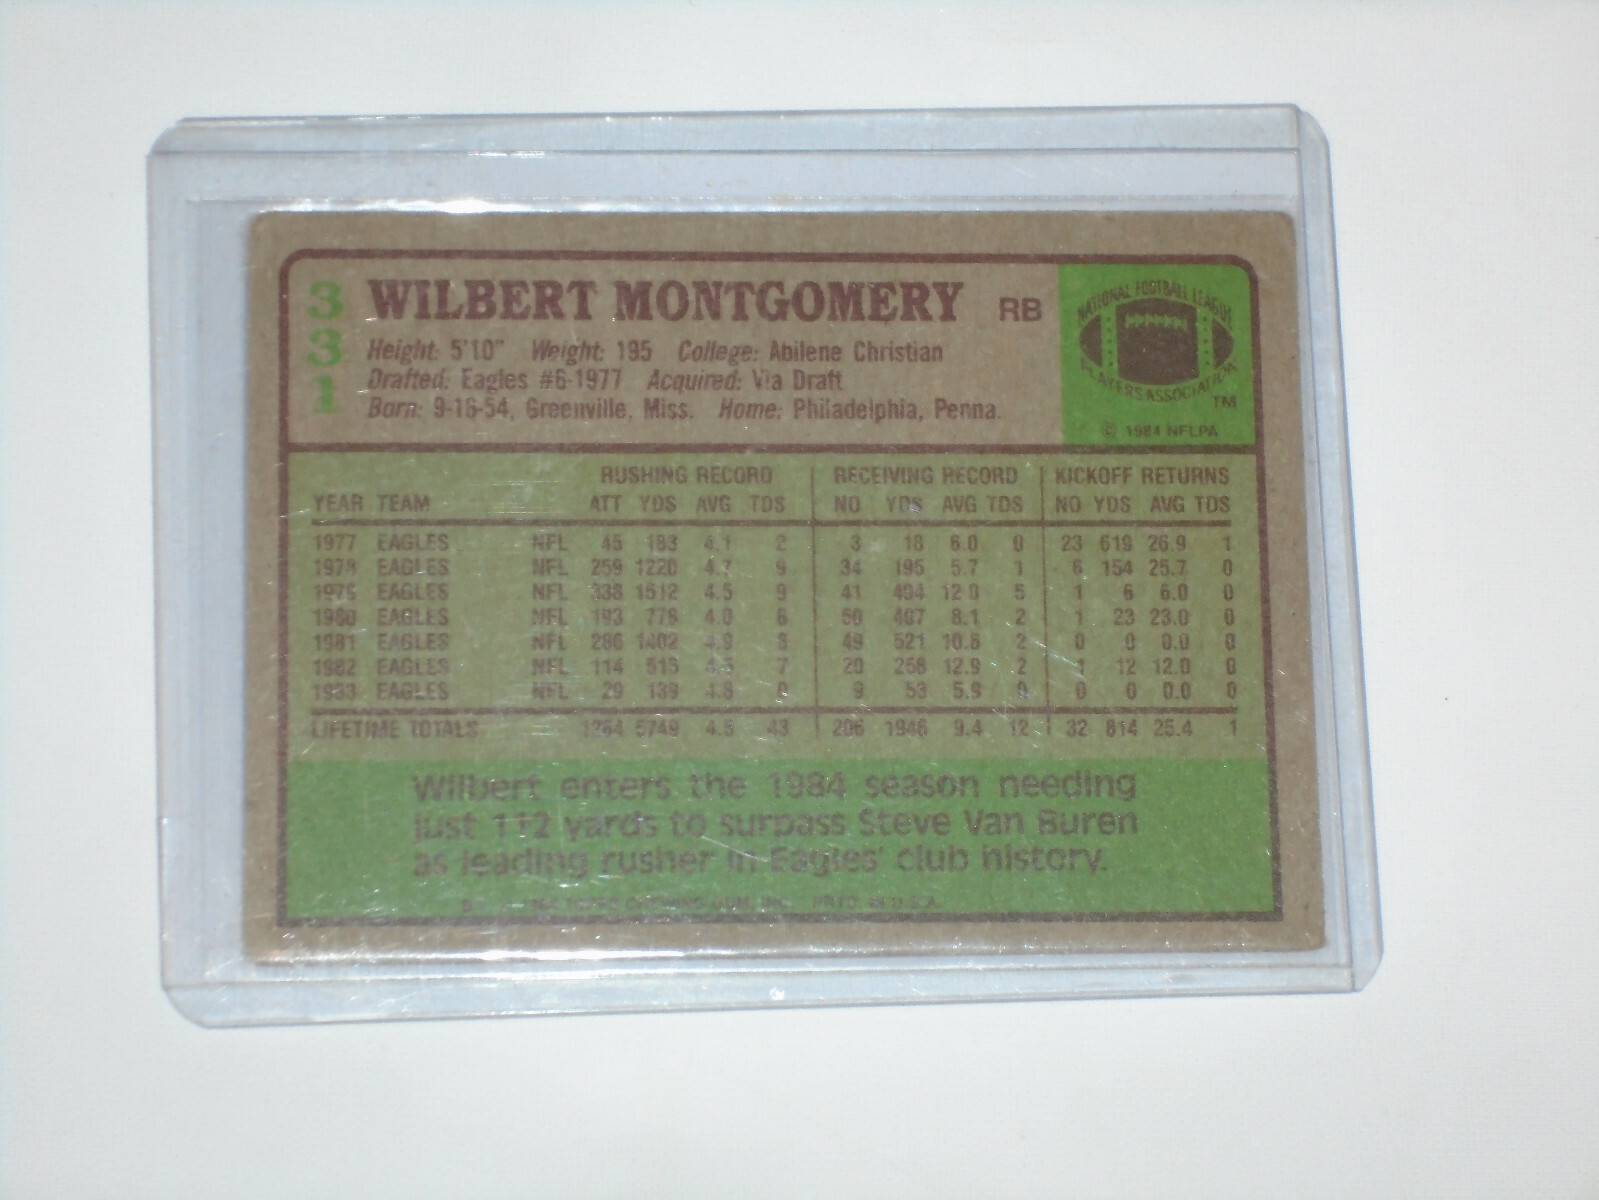 331 WILBERT MONTGOMERY RB
Height: 5'10" Weight: 195 College: Abilene Christian
Drafted: Eagles #6-1977 Acquired: Via Draft
Born: 9-16-54, Greenville, Miss. Home: Philadelphia, Penna.
NATIONAL FOOTBALL LEAGUE
PLAYERS ASSOCIATION
TM
© 1984 NFLPA
RUSHING RECORD RECEIVING RECORD KICKOFF RETURNS
YEAR TEAM ATT YDS AVG TDS NO YDS AVG TDS NO YDS AVG TDS
1977 EAGLES NFL 45 183 4.1 2 3 18 6.0 0 23 619 26.9 1
1978 EAGLES NFL 259 1220 4.7 9 34 195 5.7 1 6 154 25.7 0
1979 EAGLES NFL 338 1512 4.5 9 41 494 12.0 5 1 6 6.0 0
1980 EAGLES NFL 193 778 4.0 8 50 407 8.1 2 1 23 23.0 0
1981 EAGLES NFL 286 1402 4.9 8 49 521 10.6 2 0 0 0.0 0
1982 EAGLES NFL 114 515 4.5 7 20 258 12.9 2 1 12 12.0 0
1983 EAGLES NFL 29 139 4.8 0 9 53 5.9 0 0 0 0.0 0
LIFETIME TOTALS 1264 5749 4.5 43 206 1946 9.4 12 32 814 25.4 1
Wilbert enters the 1984 season needing
just 112 yards to surpass Steve Van Buren
as leading rusher in Eagles' club history.
TOPPS CHEWING GUM, INC. PRTD. IN U.S.A.